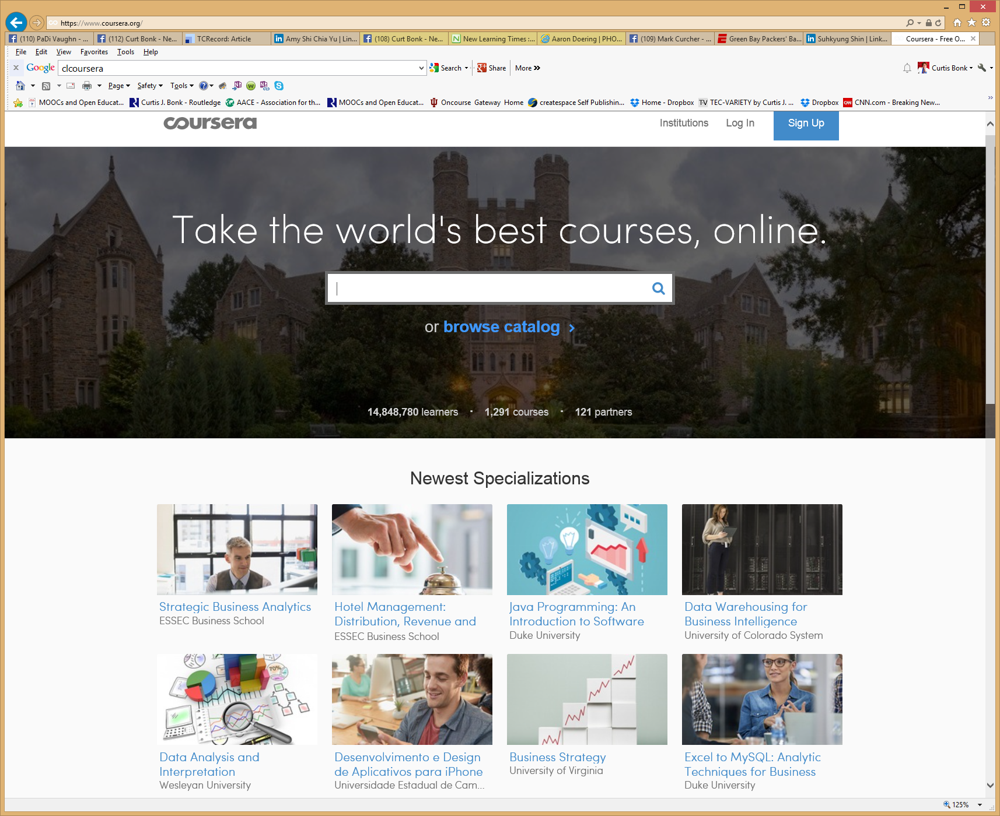 https://www.coursera.org/
(110) PaDi Vaughn - ...
(112) Curt Bonk - Ne...
TCRecord: Article
Amy Shi Chia Yu | Lin...
(108) Curt Bonk - Ne...
New Learning Times :...
Aaron Doering | PHO...
(109) Mark Curcher - ...
Green Bay Packers' Ba...
Suhkyung Shin | Link...
Coursera - Free O...
File Edit View Favorites Tools Help
Google clcoursera Search Share More Curtis Bonk
Page Safety Tools
MOOCs and Open Educat... Curtis J. Bonk - Routledge AACE - Association for th... MOOCs and Open Educat... Oncourse Gateway Home createspace Self Publishin... Home - Dropbox TEC-VARIETY by Curtis J. ... Dropbox CNN.com - Breaking New...
coursera
Institutions Log In Sign Up
Take the world's best courses, online.
or browse catalog
14,848,780 learners · 1,291 courses · 121 partners
Newest Specializations
Strategic Business Analytics
ESSEC Business School
Hotel Management:
Distribution, Revenue and
ESSEC Business School
Java Programming: An
Introduction to Software
Duke University
Data Warehousing for
Business Intelligence
University of Colorado System
70%
Data Analysis and
Interpretation
Wesleyan University
Desenvolvimento e Design
de Aplicativos para iPhone
Universidade Estadual de Cam...
Business Strategy
University of Virginia
Excel to MySQL: Analytic
Techniques for Business
Duke University
125%